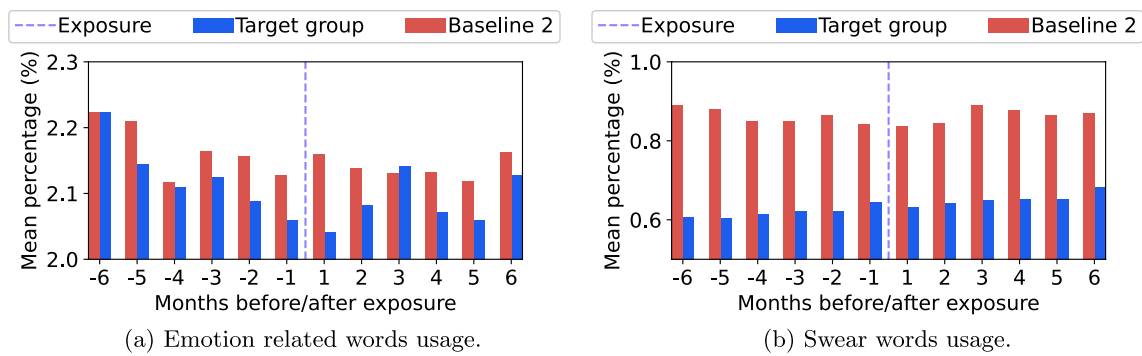 Exposure Target group Baseline 2
Mean percentage (%)
2.3
2.2
2.1
2.0
-6 -5 -4 -3 -2 -1 1 2 3 4 5 6
Months before/after exposure
(a) Emotion related words usage.
Exposure Target group Baseline 2
Mean percentage (%)
1.0
0.8
0.6
-6 -5 -4 -3 -2 -1 1 2 3 4 5 6
Months before/after exposure
(b) Swear words usage.